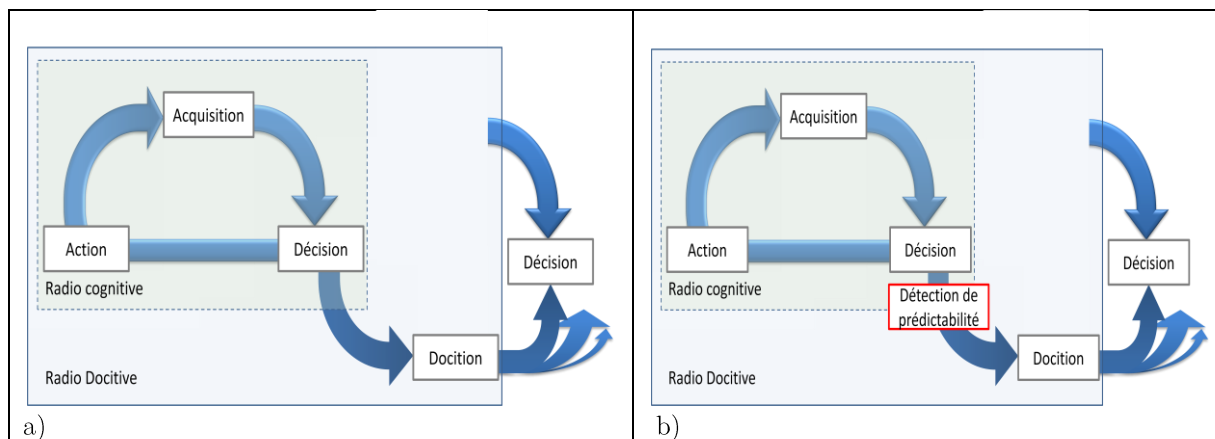 Acquisition
Action
Décision
Radio cognitive
Décision
Docition
Radio Docitive
a)
Acquisition
Action
Décision
Radio cognitive
Détection de
prédictabilité
Décision
Docition
Radio Docitive
b)